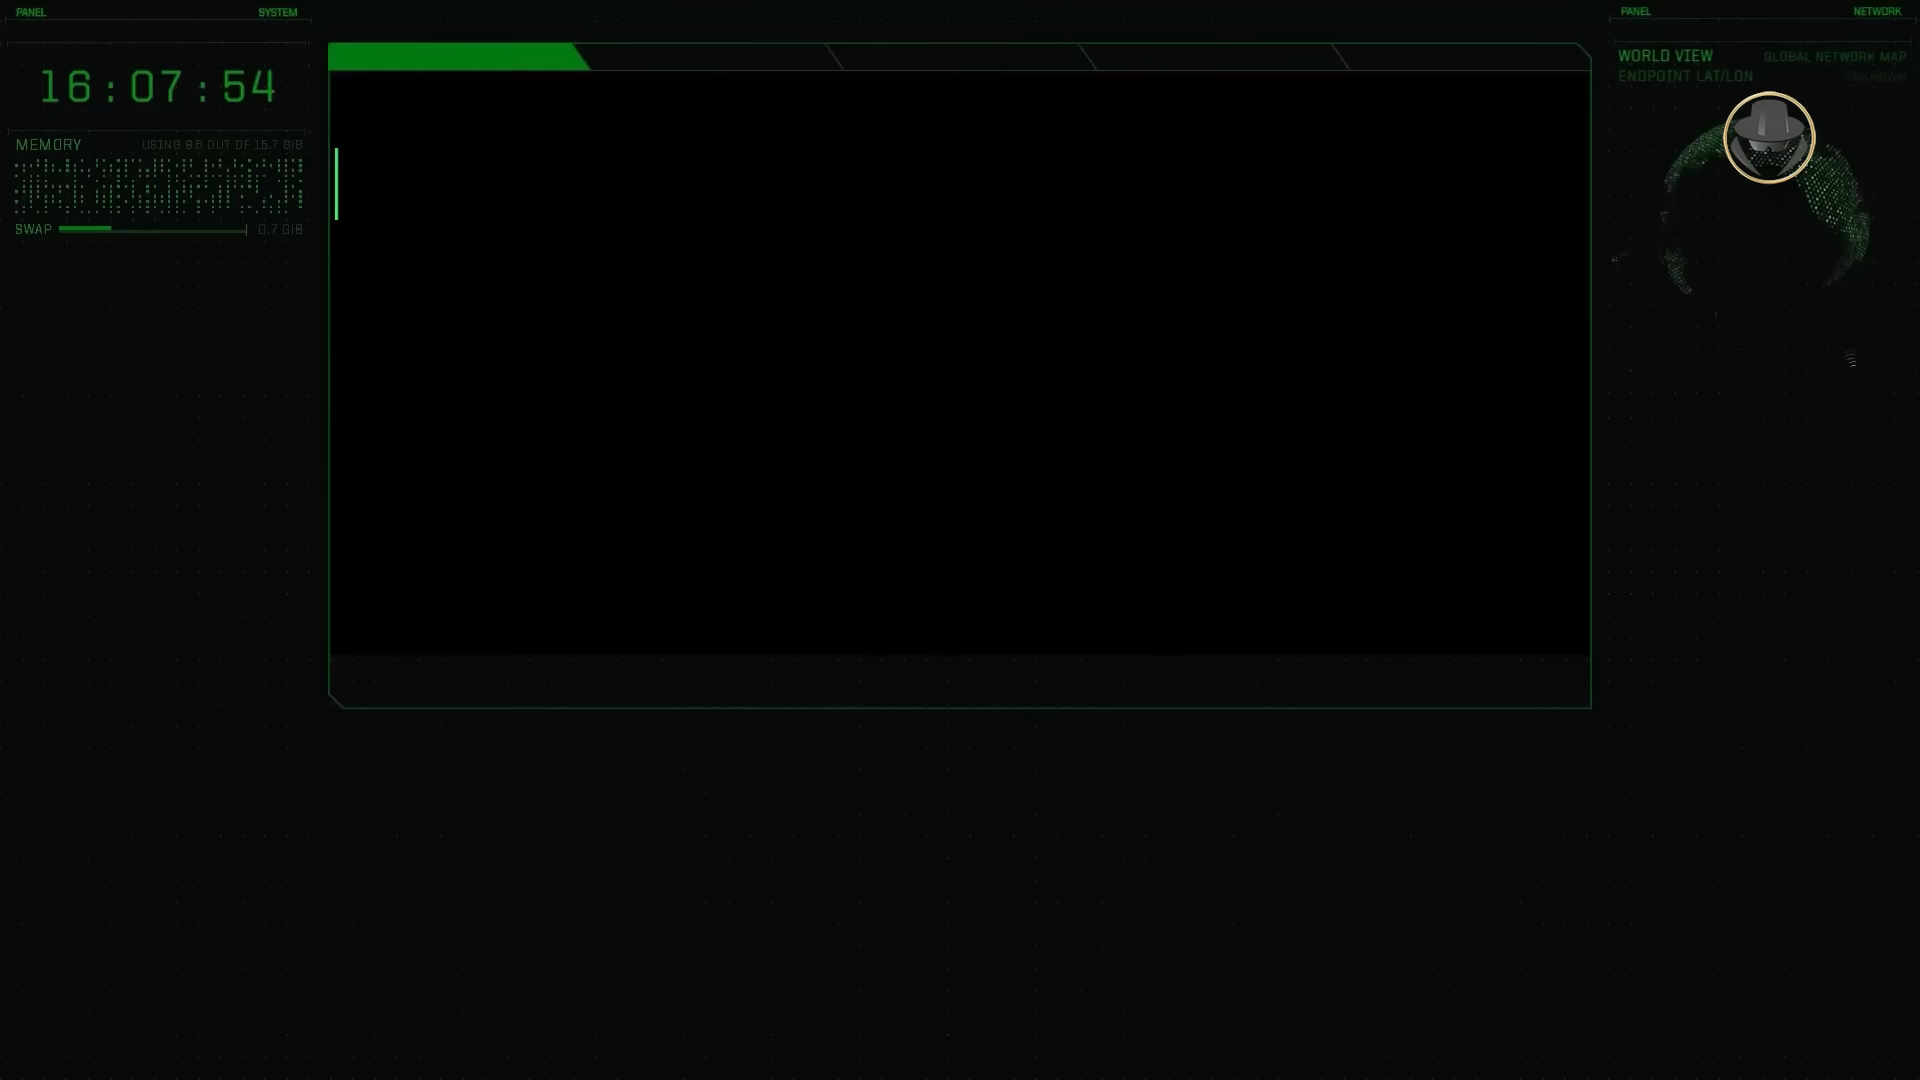 PANEL SYSTEM
16:07:54
MEMORY USING 8.8 OUT OF 15.7 GIB
SWAP 0.7 GIB
PANEL NETWORK
WORLD VIEW GLOBAL NETWORK MAP
ENDPOINT LAT/LON